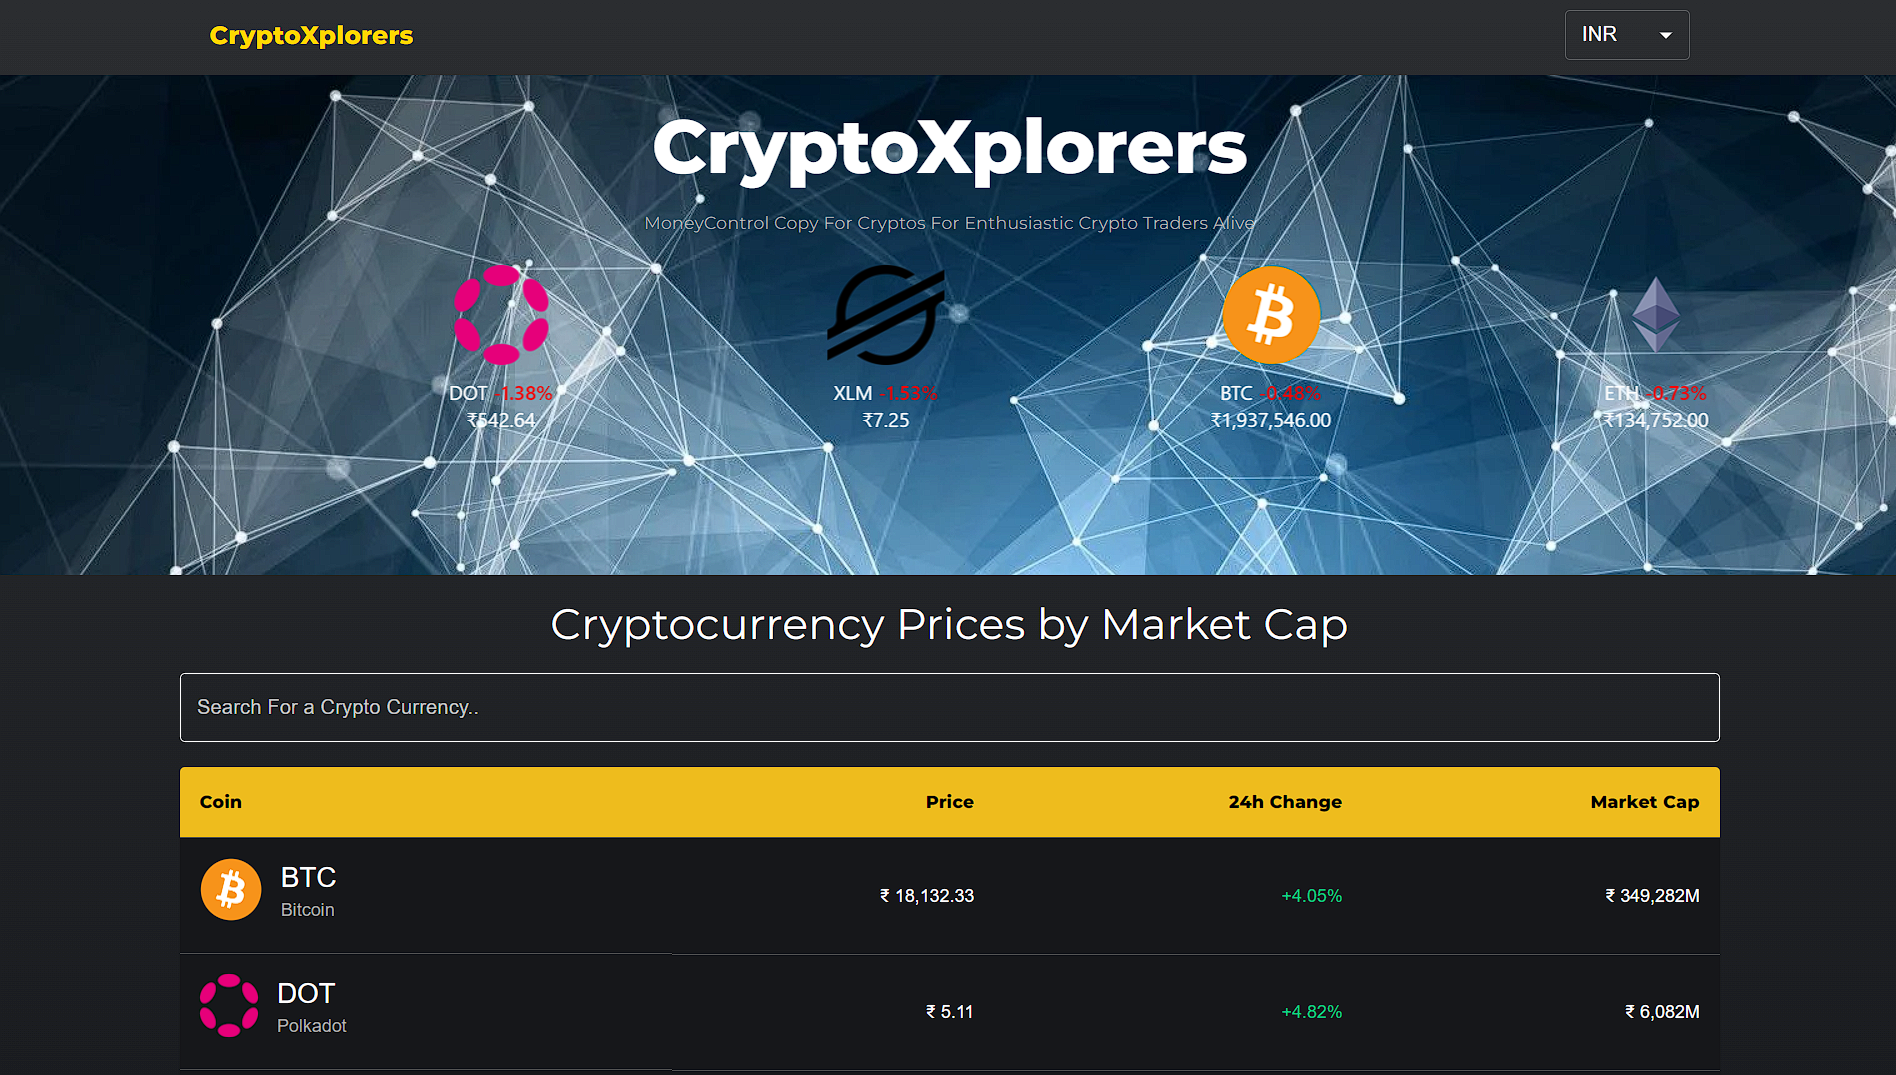 CryptoXplorers
INR
CryptoXplorers
MoneyControl Copy For Cryptos For Enthusiastic Crypto Traders Alive
DOT -1.38%
₹542.64
XLM -1.53%
₹7.25
BTC -0.48%
₹1,937,546.00
ETH -0.73%
₹134,752.00
Cryptocurrency Prices by Market Cap
Search For a Crypto Currency..
Coin Price 24h Change Market Cap
BTC
Bitcoin
₹ 18,132.33 +4.05% ₹ 349,282M
DOT
Polkadot
₹ 5.11 +4.82% ₹ 6,082M